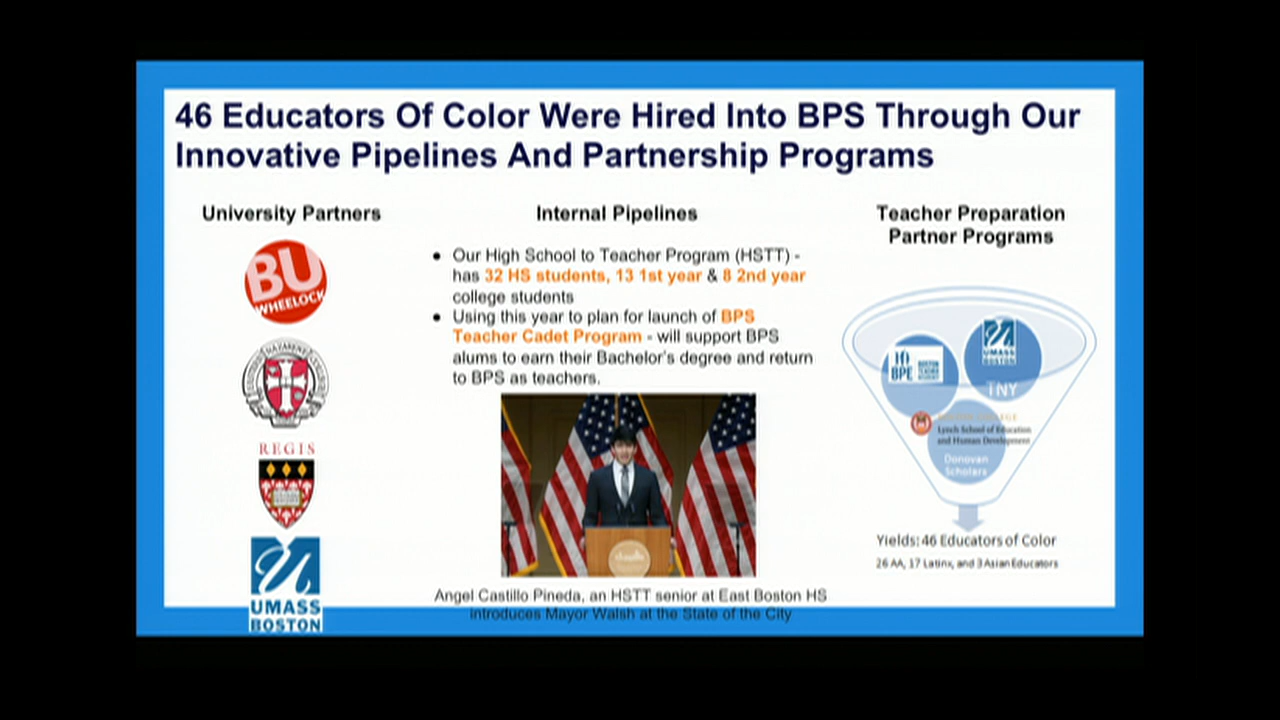 46 Educators Of Color Were Hired Into BPS Through Our
Innovative Pipelines And Partnership Programs
University Partners
BU
WHEELOCK
REGIS
UMASS
BOSTON
Internal Pipelines
• Our High School to Teacher Program (HSTT) -
has 32 HS students, 13 1st year & 8 2nd year
college students
• Using this year to plan for launch of BPS
Teacher Cadet Program - will support BPS
alums to earn their Bachelor's degree and return
to BPS as teachers.
Angel Castillo Pineda, an HSTT senior at East Boston HS
introduces Mayor Walsh at the State of the City
Teacher Preparation
Partner Programs
BPE
UMASS
BOSTON
TNY
Lynch School of Education
and Human Development
Donovan
Scholars
Yields: 46 Educators of Color
26 AA, 17 Latinx, and 3 Asian Educators